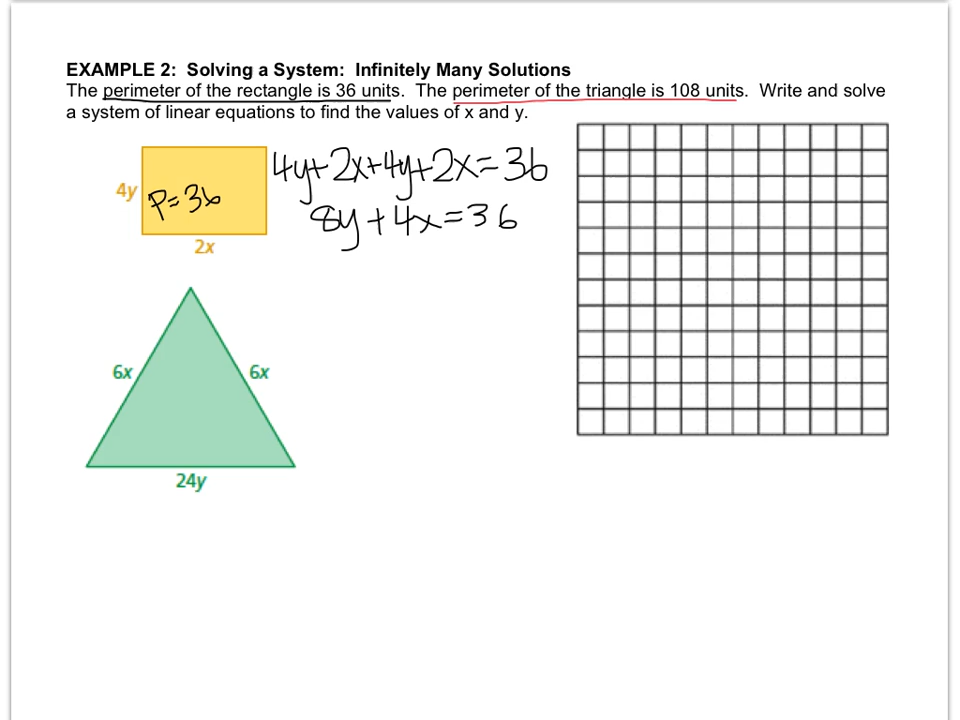 EXAMPLE 2: Solving a System: Infinitely Many Solutions
The perimeter of the rectangle is 36 units. The perimeter of the triangle is 108 units. Write and solve
a system of linear equations to find the values of x and y.
4y+2x+4y+2x=36
4y
P=36
8y+4x=36
2x
6x
6x
24y